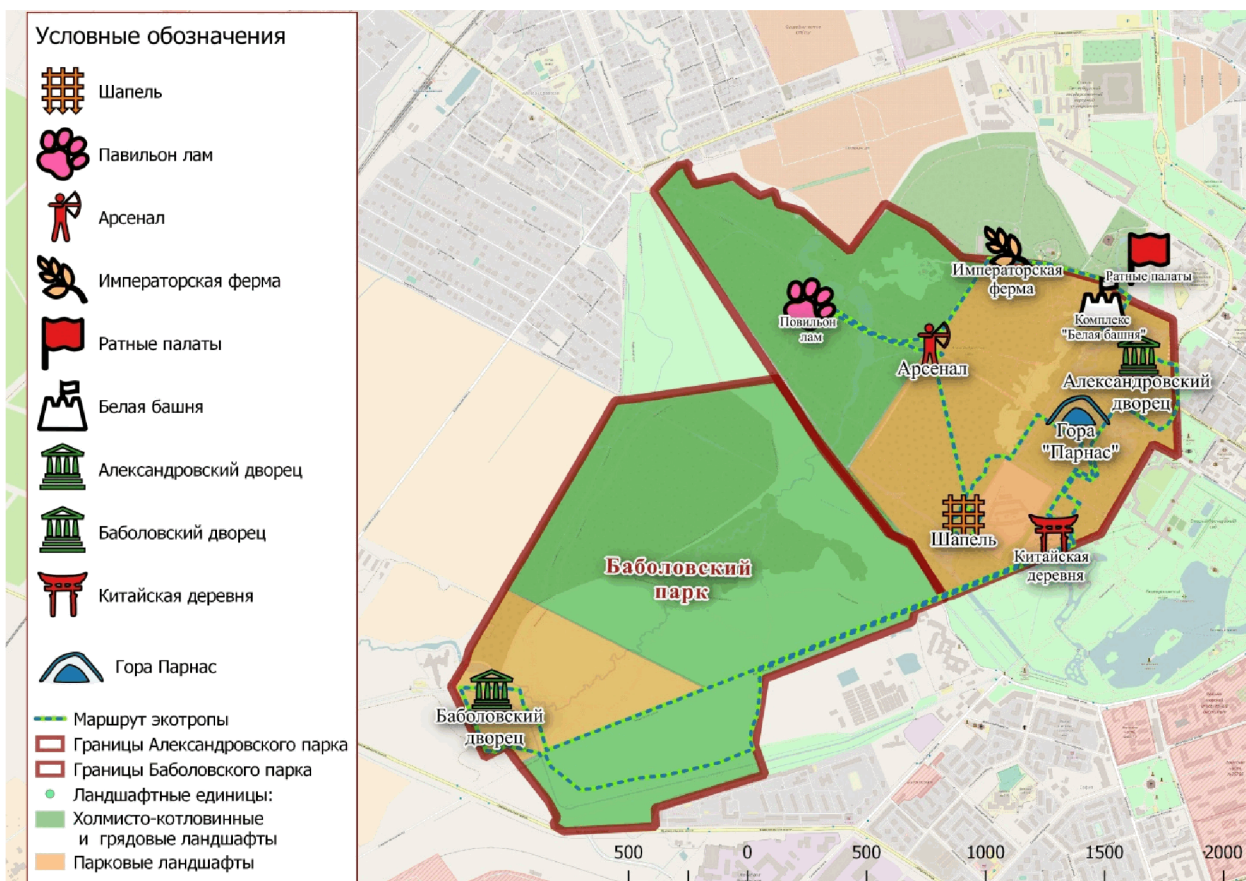 Условные обозначения
Шапель
Павильон лам
Арсенал
Императорская ферма
Ратные палаты
Белая башня
Александровский дворец
Баболовский дворец
Китайская деревня
Гора Парнас
Маршрут экотропы
Границы Александровского парка
Границы Баболовского парка
Ландшафтные единицы:
Холмисто-котловинные
и грядовые ландшафты
Парковые ландшафты
Императорская
ферма
Ратные палаты
Повильон
лам
Комплекс
"Белая башня"
Арсенал
Александровский
дворец
Гора
"Парнас"
Шапель
Китайская
деревня
Баболовский
парк
Баболовский
дворец
500 0 500 1000 1500 2000